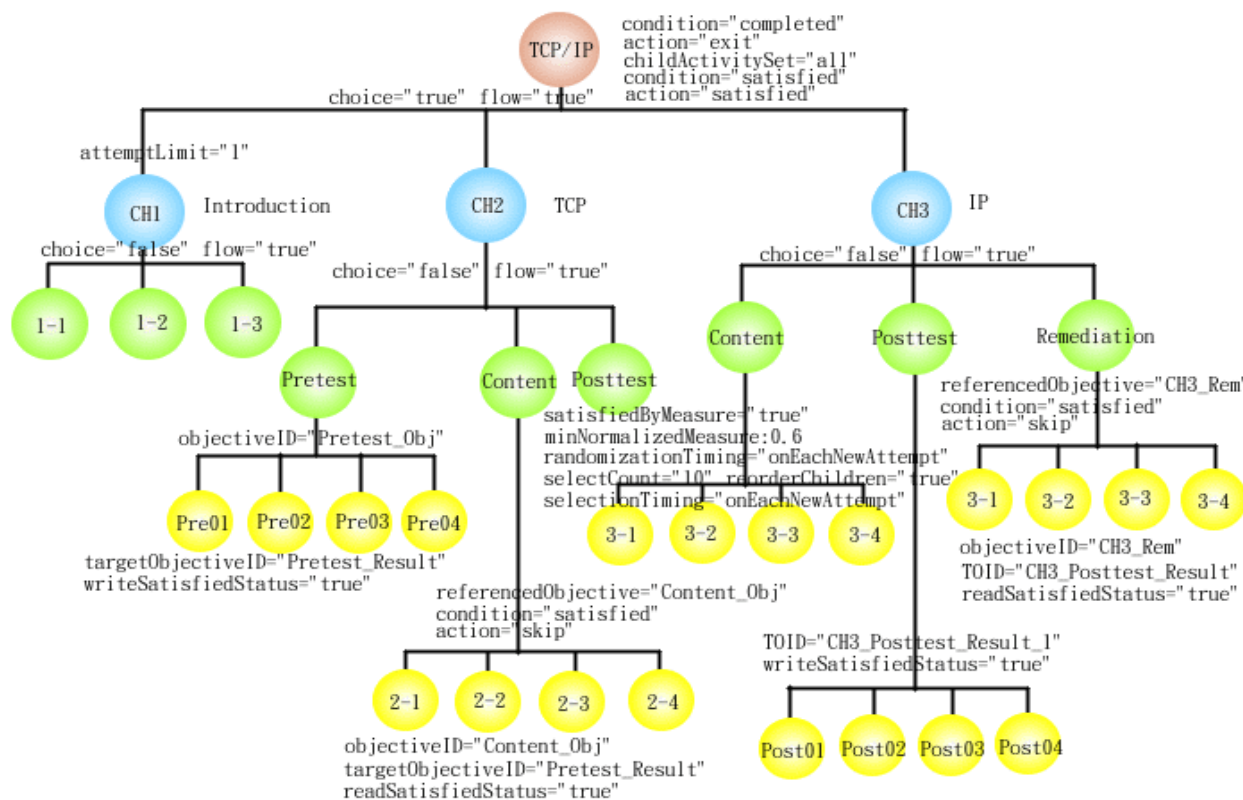 TCP/IP
condition="completed"
action="exit"
childActivitySet="all"
condition="satisfied"
action="satisfied"
choice="true" flow="true"
attemptLimit="1"
CH1
Introduction
CH2
TCP
CH3
IP
choice="false" flow="true"
choice="false" flow="true"
choice="false" flow="true"
1-1
1-2
1-3
Pretest
Content
Posttest
Content
Posttest
Remediation
objectiveID="Pretest_Obj"
satisfiedByMeasure="true"
minNormalizedMeasure:0.6
randomizationTiming="onEachNewAttempt"
selectCount="10" reorderChildren="true"
selectionTiming="onEachNewAttempt"
referencedObjective="CH3_Rem"
condition="satisfied"
action="skip"
Pre01
Pre02
Pre03
Pre04
3-1
3-2
3-3
3-4
3-1
3-2
3-3
3-4
targetObjectiveID="Pretest_Result"
writeSatisfiedStatus="true"
objectiveID="CH3_Rem"
TOID="CH3_Posttest_Result"
readSatisfiedStatus="true"
referencedObjective="Content_Obj"
condition="satisfied"
action="skip"
TOID="CH3_Posttest_Result_1"
writeSatisfiedStatus="true"
2-1
2-2
2-3
2-4
Post01
Post02
Post03
Post04
objectiveID="Content_Obj"
targetObjectiveID="Pretest_Result"
readSatisfiedStatus="true"